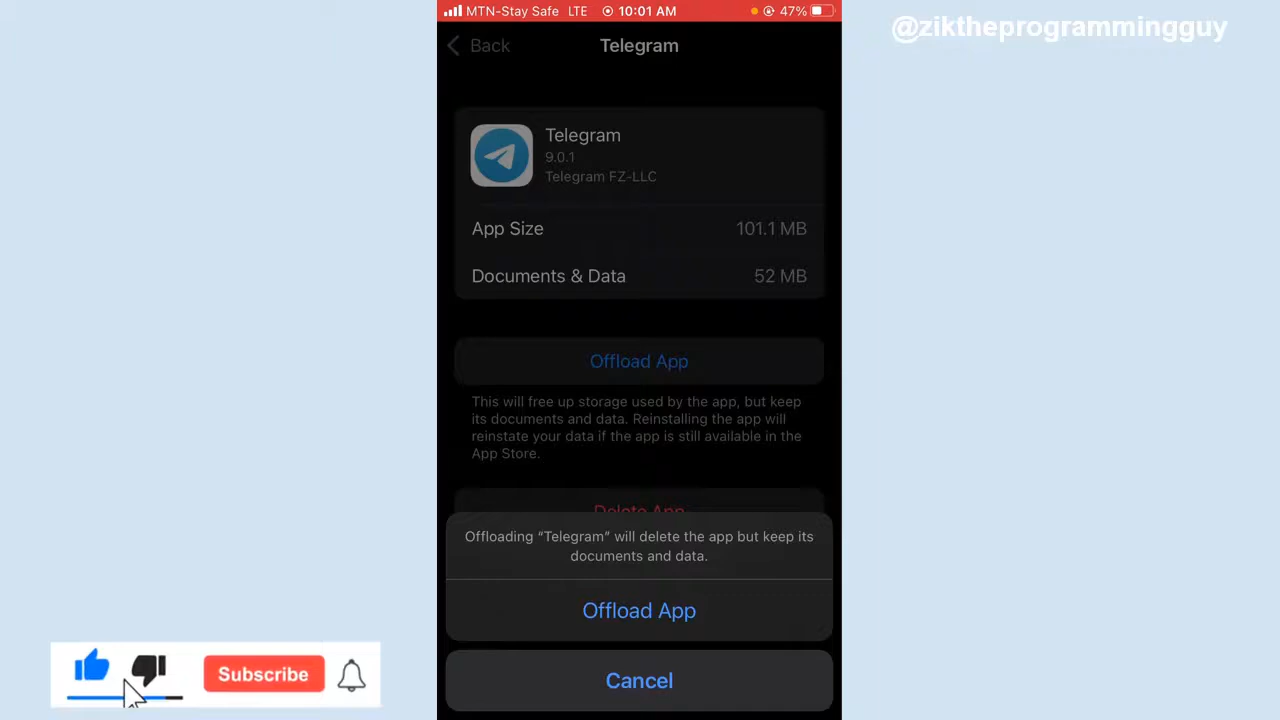 MTN-Stay Safe LTE 10:01 AM 47%
@ziktheprogrammingguy
Back Telegram
Telegram
9.0.1
Telegram FZ-LLC
App Size 101.1 MB
Documents & Data 52 MB
Offload App
This will free up storage used by the app, but keep
its documents and data. Reinstalling the app will
reinstate your data if the app is still available in the
App Store.
Delete App
Offloading “Telegram” will delete the app but keep its
documents and data.
Offload App
Cancel
Subscribe